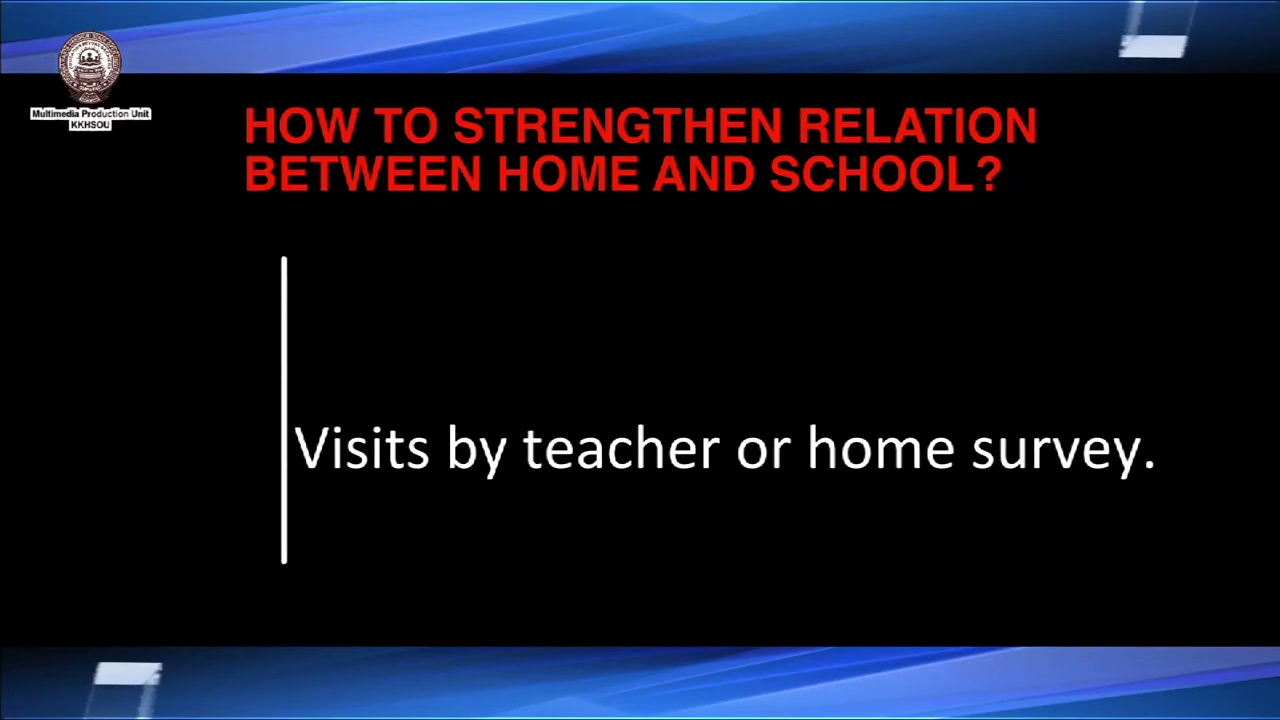 Multimedia Production Unit
KKHSOU
HOW TO STRENGTHEN RELATION
BETWEEN HOME AND SCHOOL?
Visits by teacher or home survey.